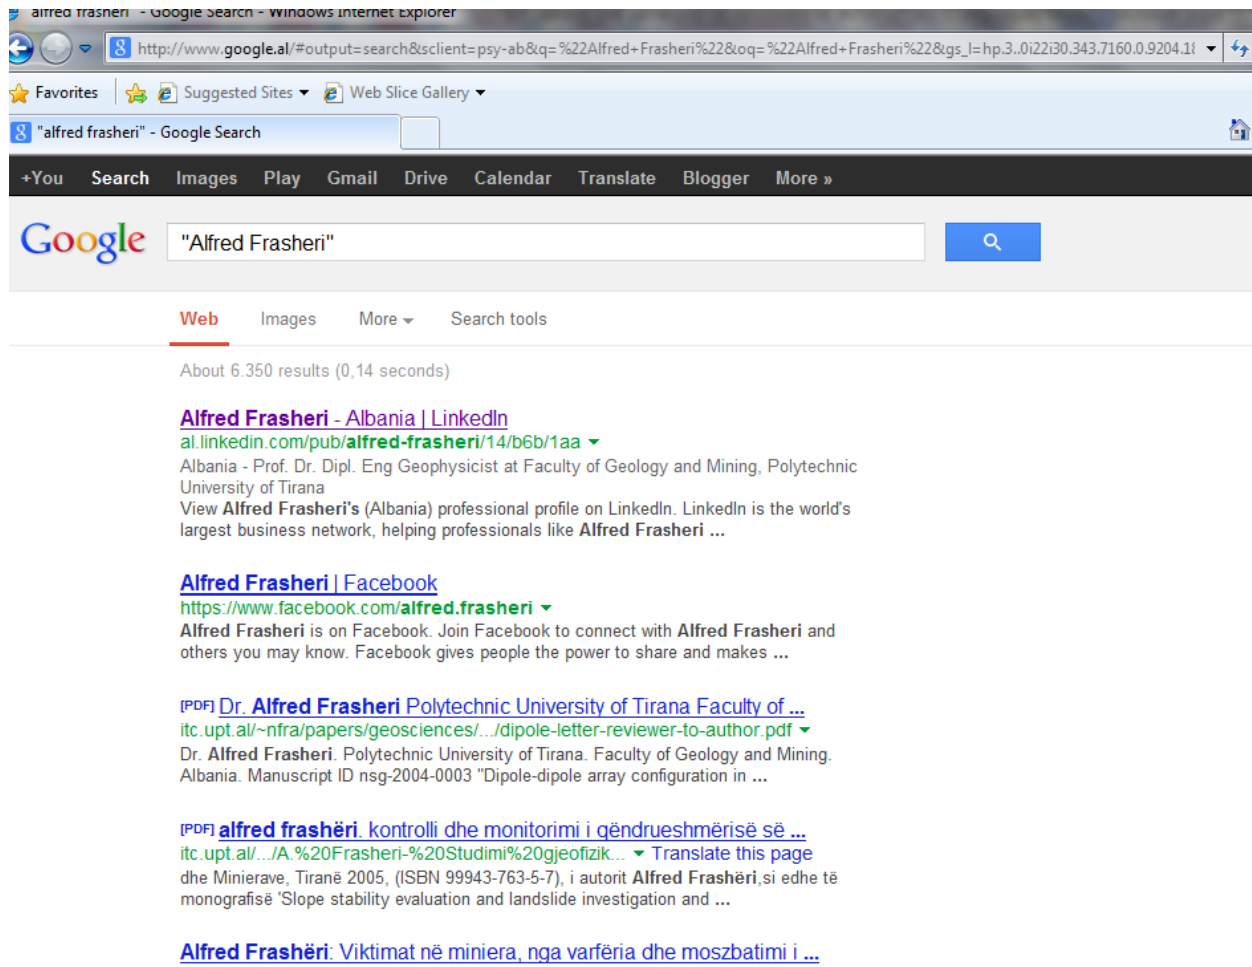 "alfred frasheri" - Google Search - Windows Internet Explorer
http://www.google.al/#output=search&sclient=psy-ab&q=%22Alfred+Frasheri%22&oq=%22Alfred+Frasheri%22&gs_l=hp.3..0i22i30.343.7160.0.9204.18
Favorites Suggested Sites Web Slice Gallery
"alfred frasheri" - Google Search
+You Search Images Play Gmail Drive Calendar Translate Blogger More »
Google "Alfred Frasheri"
Web Images More Search tools
About 6.350 results (0,14 seconds)
Alfred Frasheri - Albania | LinkedIn
al.linkedin.com/pub/alfred-frasheri/14/b6b/1aa
Albania - Prof. Dr. Dipl. Eng Geophysicist at Faculty of Geology and Mining, Polytechnic
University of Tirana
View Alfred Frasheri's (Albania) professional profile on LinkedIn. LinkedIn is the world's
largest business network, helping professionals like Alfred Frasheri ...
Alfred Frasheri | Facebook
https://www.facebook.com/alfred.frasheri
Alfred Frasheri is on Facebook. Join Facebook to connect with Alfred Frasheri and
others you may know. Facebook gives people the power to share and makes ...
[PDF] Dr. Alfred Frasheri Polytechnic University of Tirana Faculty of ...
itc.upt.al/~nfra/papers/geosciences/.../dipole-letter-reviewer-to-author.pdf
Dr. Alfred Frasheri. Polytechnic University of Tirana. Faculty of Geology and Mining.
Albania. Manuscript ID nsg-2004-0003 "Dipole-dipole array configuration in ...
[PDF] alfred frashëri. kontrolli dhe monitorimi i qëndrueshmërisë së ...
itc.upt.al/.../A.%20Frasheri-%20Studimi%20gjeofizik... Translate this page
dhe Minierave, Tiranë 2005, (ISBN 99943-763-5-7), i autorit Alfred Frashëri,si edhe të
monografisë 'Slope stability evaluation and landslide investigation and ...
Alfred Frashëri: Viktimat në miniera, nga varfëria dhe moszbatimi i ...